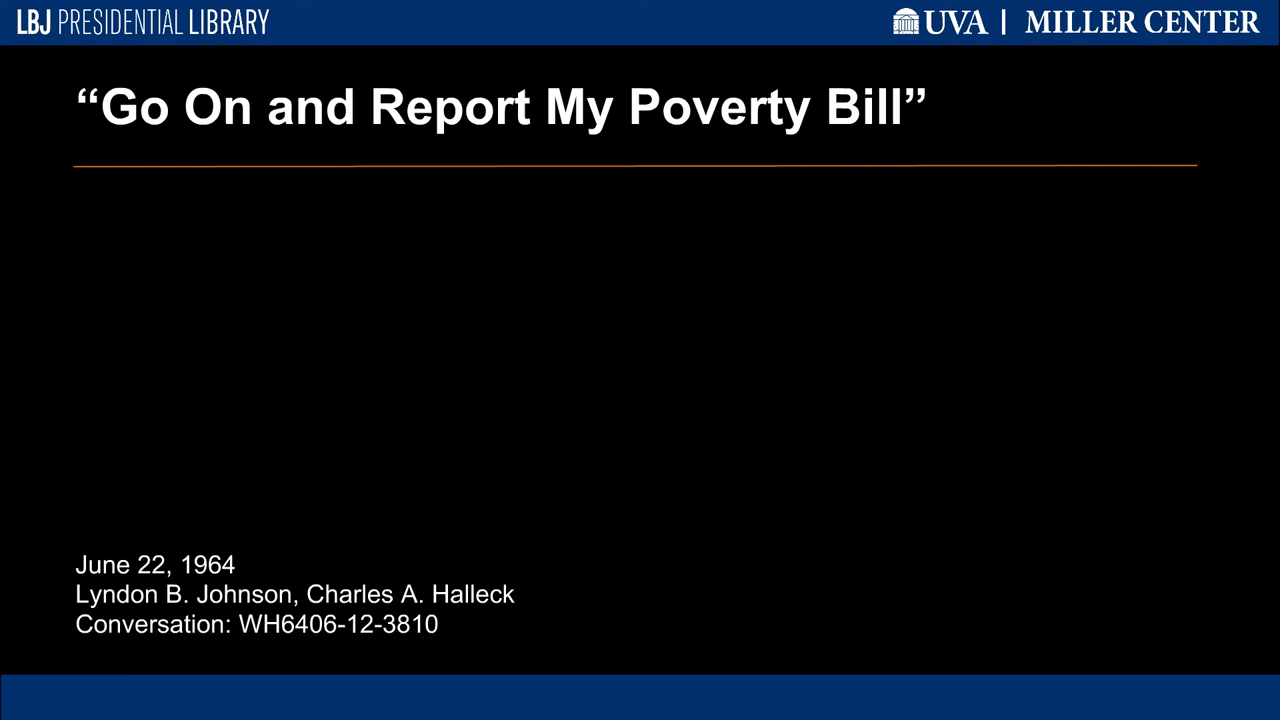 LBJ PRESIDENTIAL LIBRARY
UVA | MILLER CENTER
“Go On and Report My Poverty Bill”
June 22, 1964
Lyndon B. Johnson, Charles A. Halleck
Conversation: WH6406-12-3810